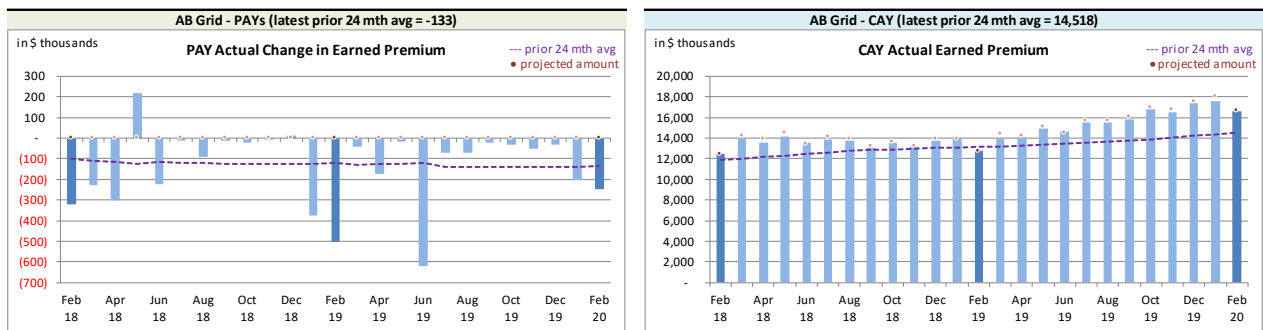 AB Grid - PAYs (latest prior 24 mth avg = -133)
in $ thousands
PAY Actual Change in Earned Premium
--- prior 24 mth avg
• projected amount
300
200
100
-
(100)
(200)
(300)
(400)
(500)
(600)
(700)
Feb Apr Jun Aug Oct Dec Feb Apr Jun Aug Oct Dec Feb
18 18 18 18 18 18 19 19 19 19 19 19 20
AB Grid - CAY (latest prior 24 mth avg = 14,518)
in $ thousands
CAY Actual Earned Premium
--- prior 24 mth avg
• projected amount
20,000
18,000
16,000
14,000
12,000
10,000
8,000
6,000
4,000
2,000
-
Feb Apr Jun Aug Oct Dec Feb Apr Jun Aug Oct Dec Feb
18 18 18 18 18 18 19 19 19 19 19 19 20